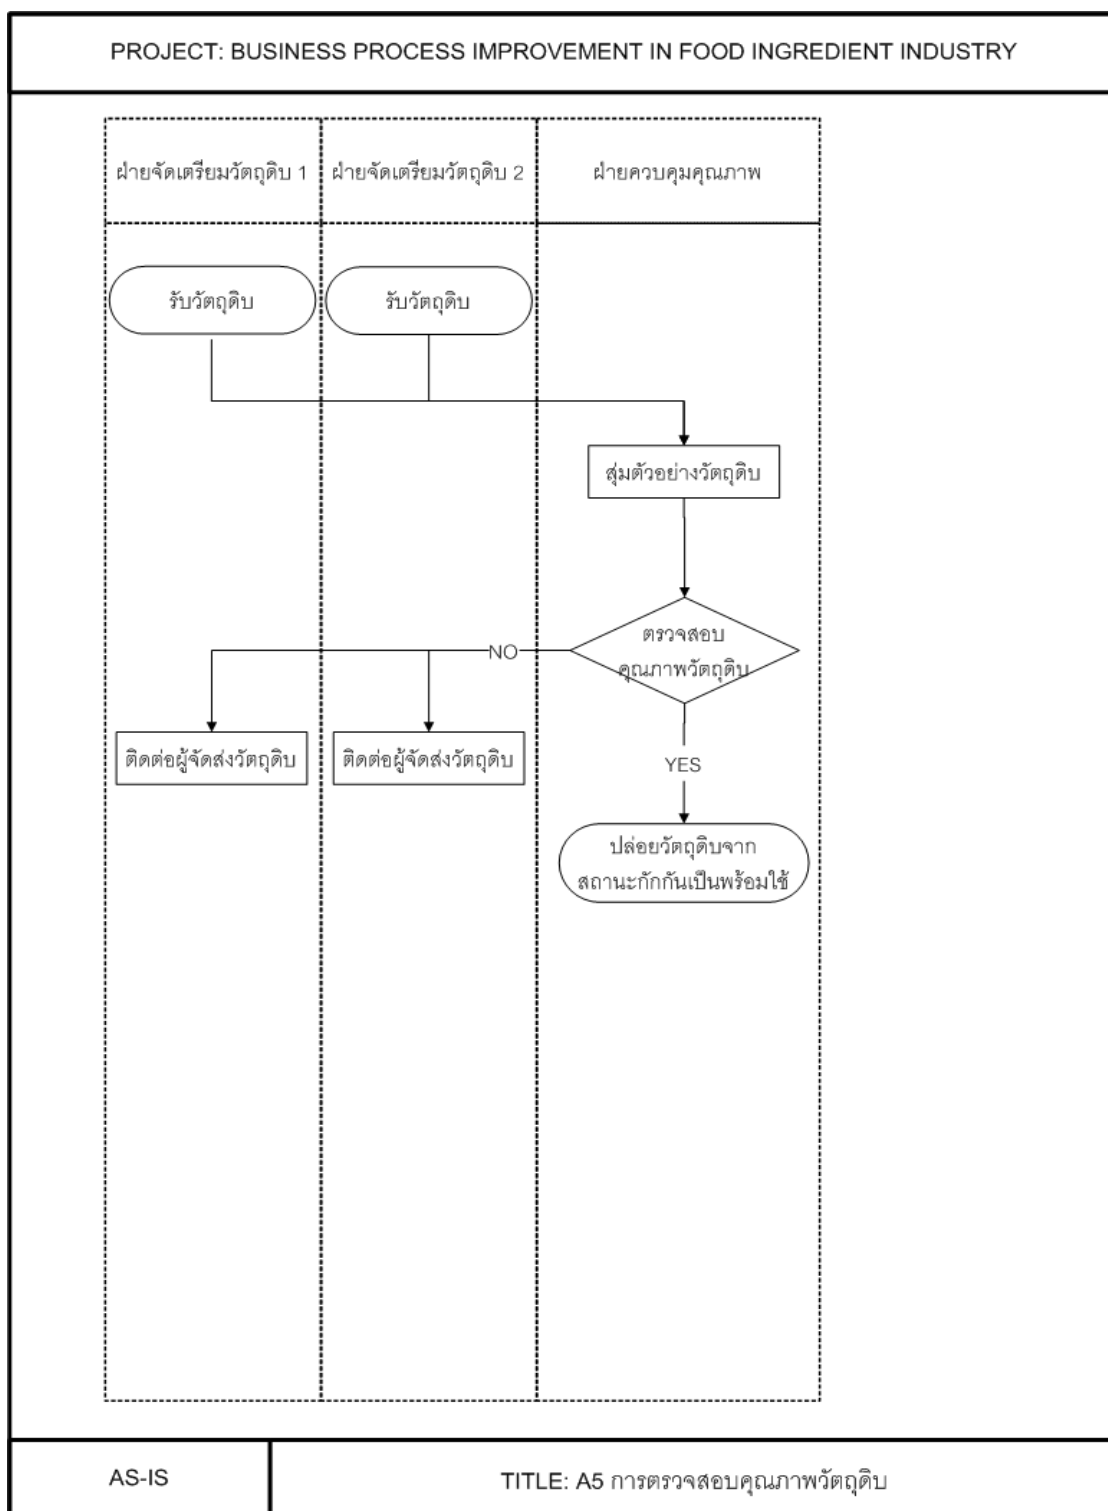 PROJECT: BUSINESS PROCESS IMPROVEMENT IN FOOD INGREDIENT INDUSTRY
ฝ่ายจัดเตรียมวัตถุดิบ 1
ฝ่ายจัดเตรียมวัตถุดิบ 2
ฝ่ายควบคุมคุณภาพ
รับวัตถุดิบ
รับวัตถุดิบ
สุ่มตัวอย่างวัตถุดิบ
ตรวจสอบ
คุณภาพวัตถุดิบ
NO
ติดต่อผู้จัดส่งวัตถุดิบ
ติดต่อผู้จัดส่งวัตถุดิบ
YES
ปล่อยวัตถุดิบจาก
สถานะกักกันเป็นพร้อมใช้
AS-IS
TITLE: A5 การตรวจสอบคุณภาพวัตถุดิบ